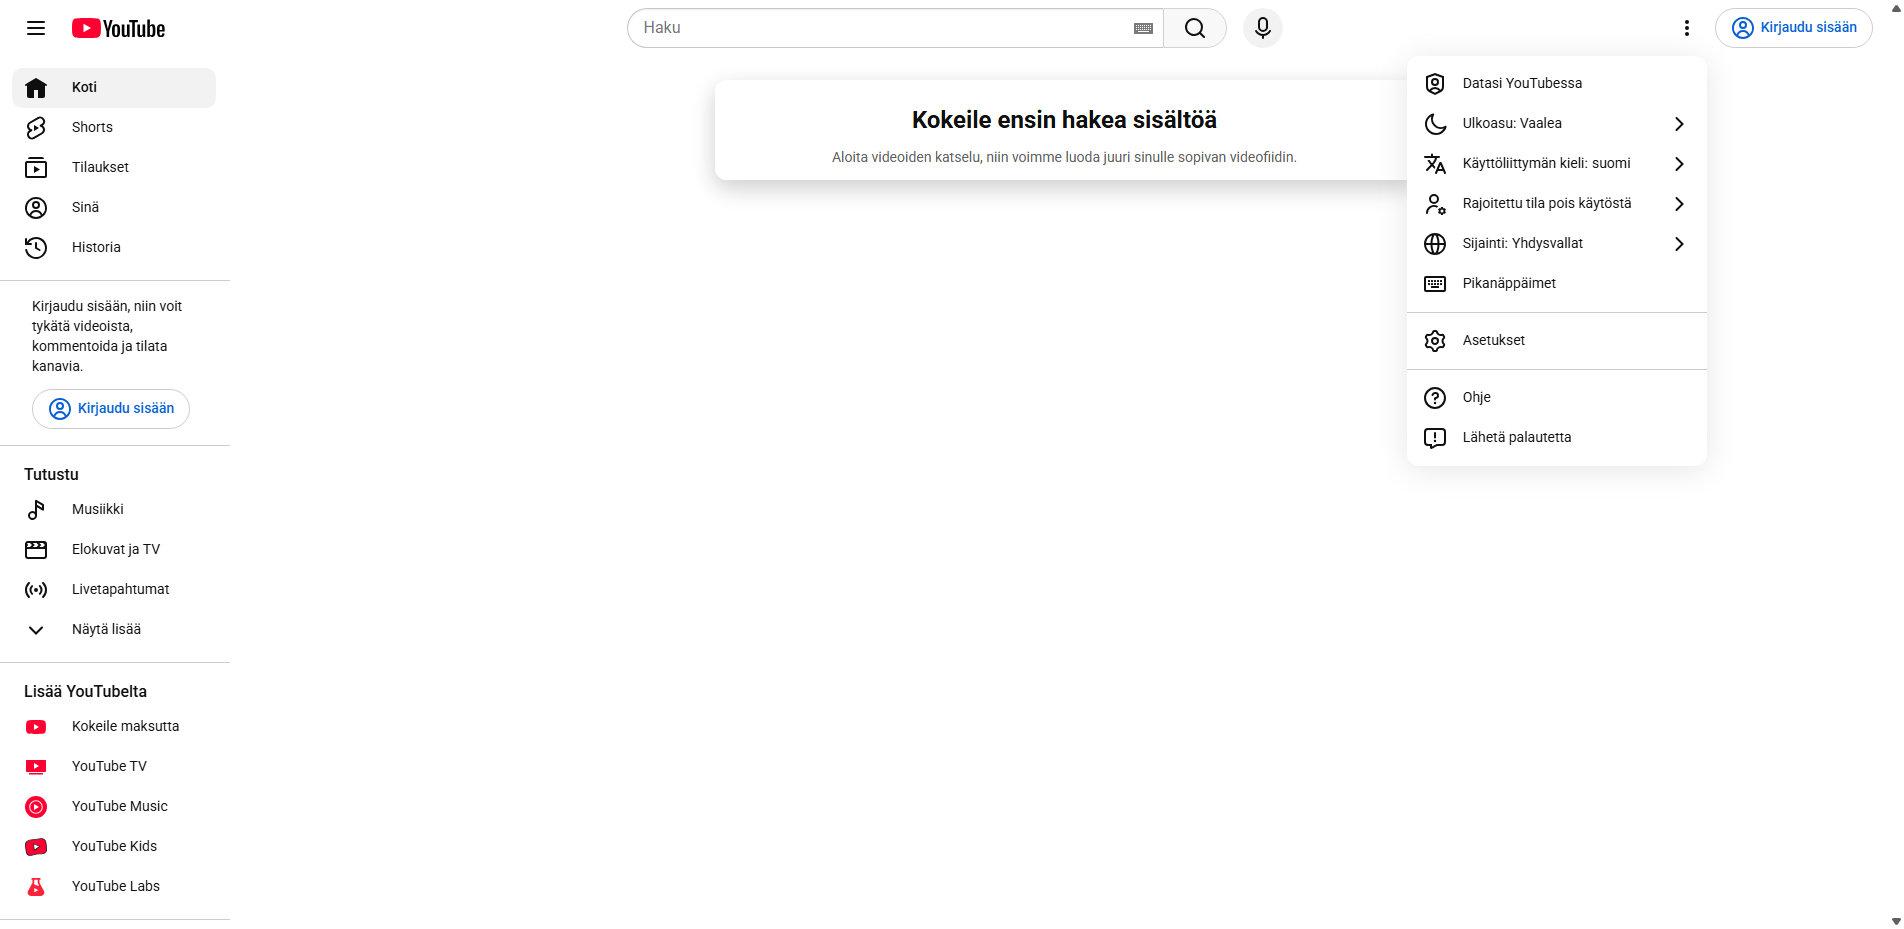 YouTube
Haku
Kirjaudu sisään
Koti
Shorts
Tilaukset
Sinä
Historia
Kirjaudu sisään, niin voit
tykätä videoista,
kommentoida ja tilata
kanavia.
Kirjaudu sisään
Tutustu
Musiikki
Elokuvat ja TV
Livetapahtumat
Näytä lisää
Lisää YouTubelta
Kokeile maksutta
YouTube TV
YouTube Music
YouTube Kids
YouTube Labs
Kokeile ensin hakea sisältöä
Aloita videoiden katselu, niin voimme luoda juuri sinulle sopivan videofiidin.
Datasi YouTubessa
Ulkoasu: Vaalea
Käyttöliittymän kieli: suomi
Rajoitettu tila pois käytöstä
Sijainti: Yhdysvallat
Pikanäppäimet
Asetukset
Ohje
Lähetä palautetta